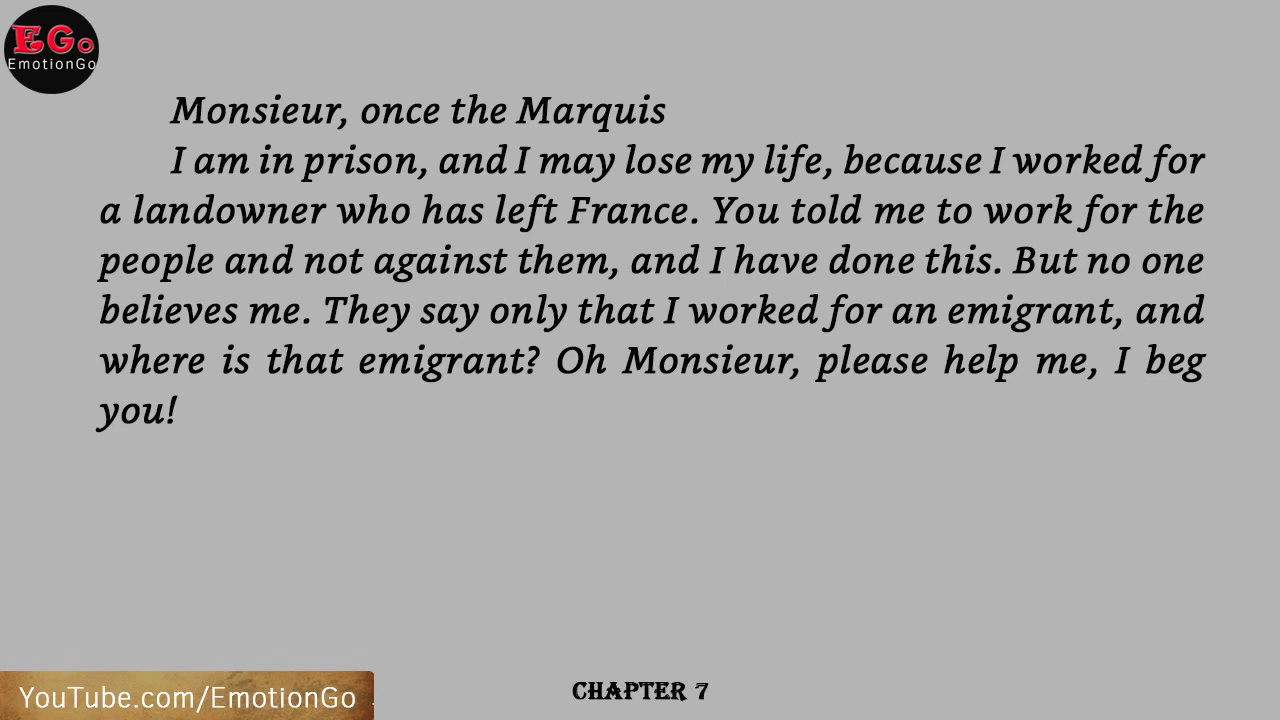 EGo
EmotionGo
Monsieur, once the Marquis
I am in prison, and I may lose my life, because I worked for
a landowner who has left France. You told me to work for the
people and not against them, and I have done this. But no one
believes me. They say only that I worked for an emigrant, and
where is that emigrant? Oh Monsieur, please help me, I beg
you!
YouTube.com/EmotionGo
CHAPTER 7